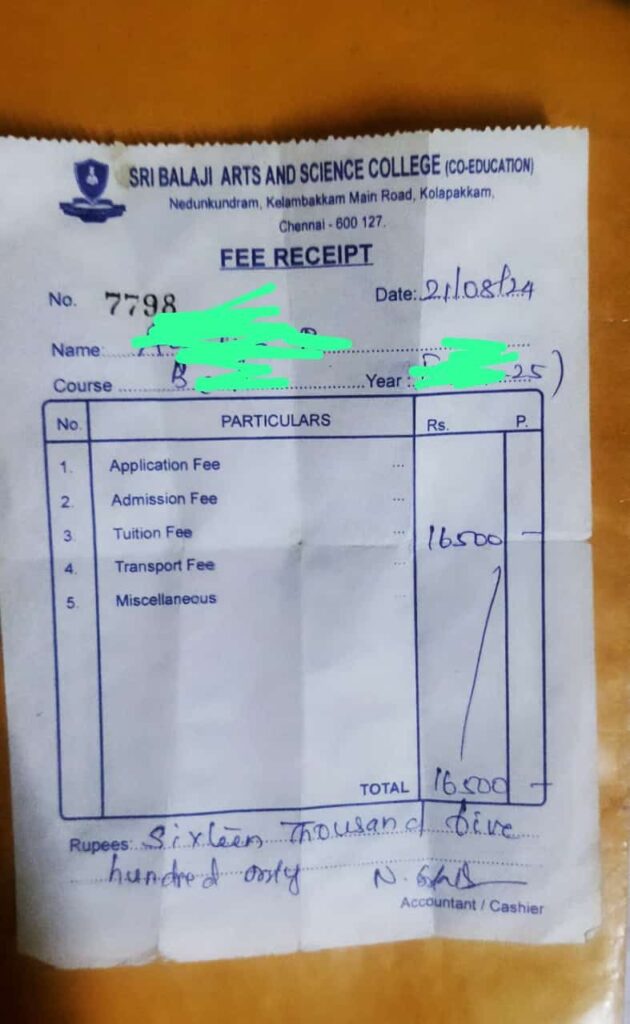 SRI BALAJI ARTS AND SCIENCE COLLEGE (CO-EDUCATION)
Nedunkundram, Kelambakkam Main Road, Kolapakkam,
Chennai - 600 127.
FEE RECEIPT
No. 7798 Date: 21/08/24
Name
Course B Year : -25)
No. PARTICULARS Rs. P.
1. Application Fee ...
2. Admission Fee ...
3. Tuition Fee ... 16500 —
4. Transport Fee ...
5. Miscellaneous ...
TOTAL 16500 —
Rupees: Sixteen Thousand five
hundred only
Accountant / Cashier